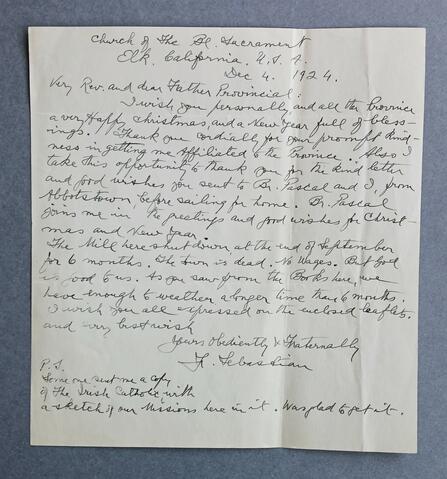 Church of The Bl. Sacrament
Elk, California, U.S.A.
Dec 4. 1924.
Very Rev. and dear Father Provincial:
I wish you personally and all the Province
a very Happy Christmas, and a New Year full of bless-
ings. Thank you cordially for your prompt kind-
ness in getting me Affiliated to the Province.. Also I
take this opportunity to thank you for the kind letter
and good wishes you sent to Br. Pascal and I, from
Abbotstown, before sailing for home. Br. Pascal
joins me in the greetings and good wishes for Christ-
mas and New Year.
The Mill here shut down at the end of September
for 6 months. The town is dead. No Wages. But God
is good to us. As you saw from the Books here, we
have enough to weather a longer time than 6 months.
I wish you all expressed on the enclosed leaflets.
and very best wish
Yours Obediently & Fraternally
Fr. Sebastian
P.S.
Some one sent me a copy
of The Irish Catholic, with
a sketch of our Missions here in it. Was glad to get it.